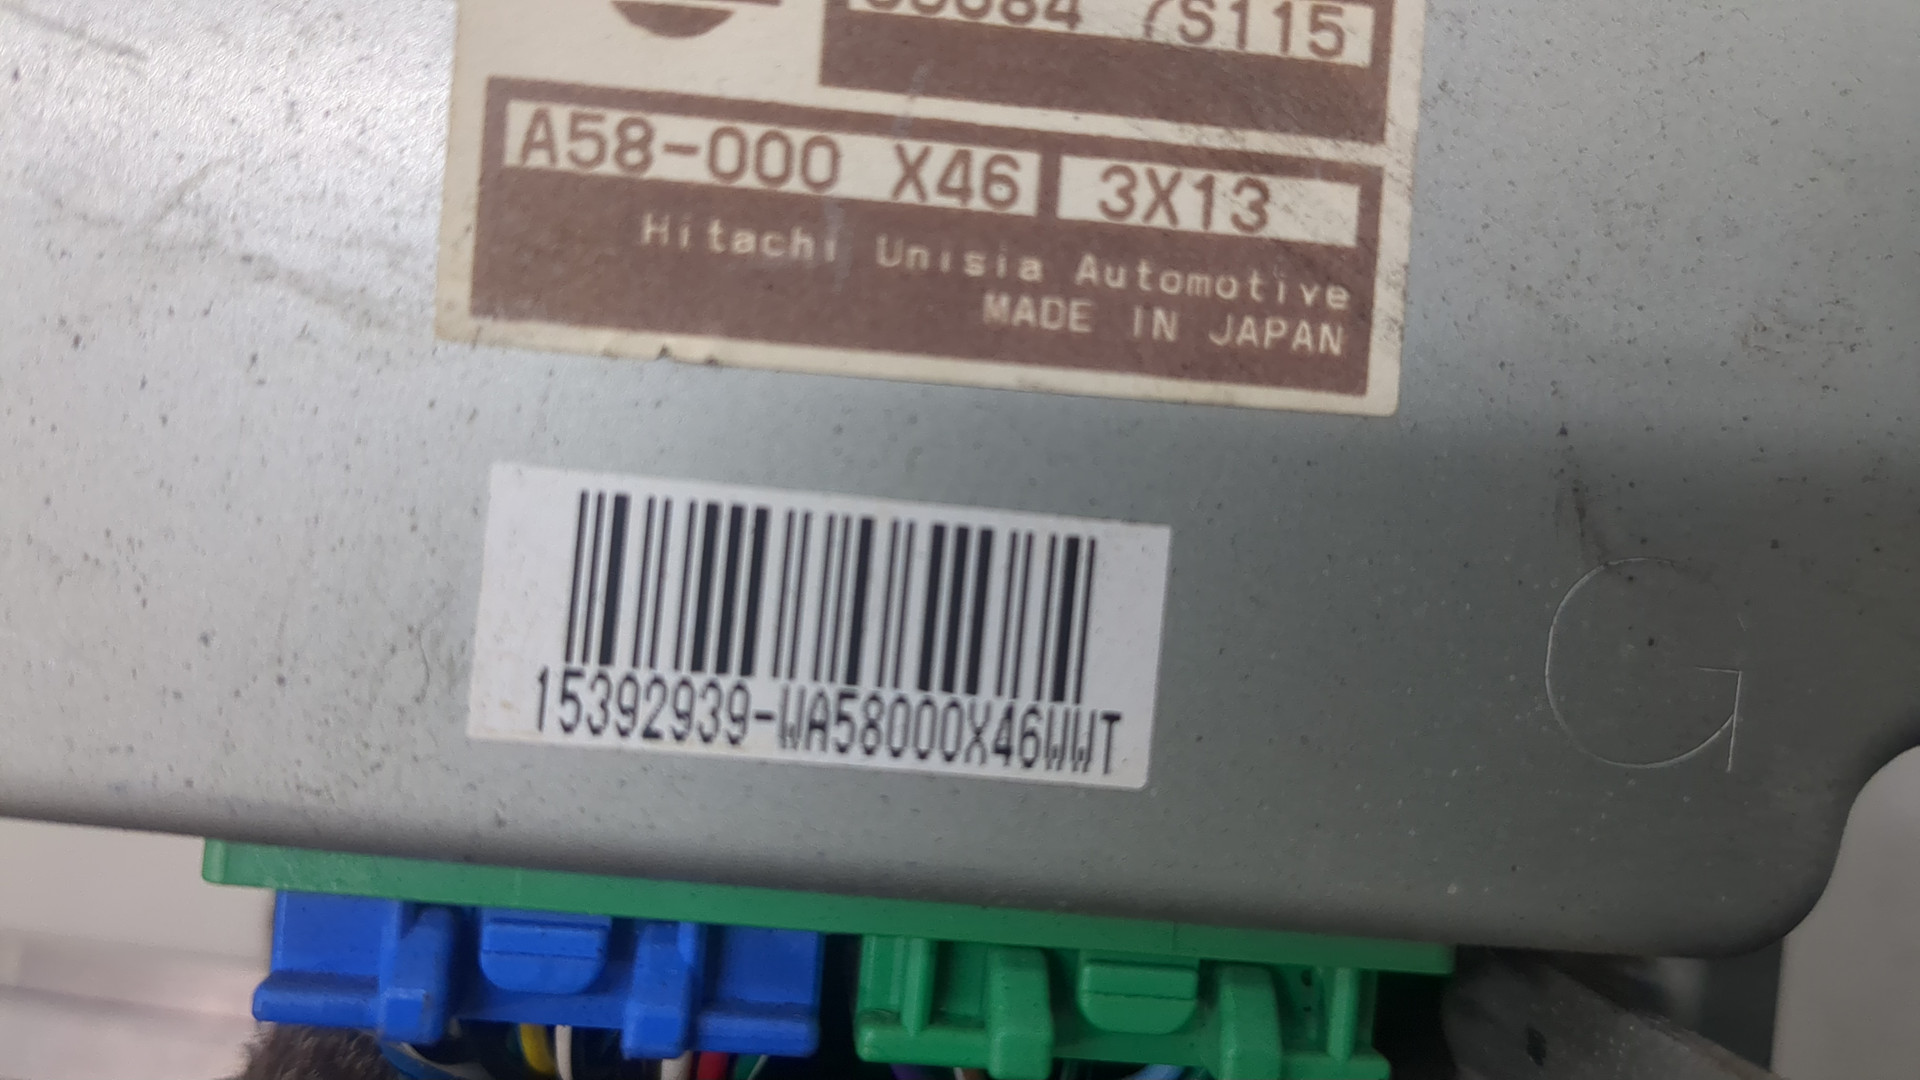 7S115
A58-000 X46 3X13
Hitachi Unisia Automotive
MADE IN JAPAN
15392939-WA58000X46WWT
G